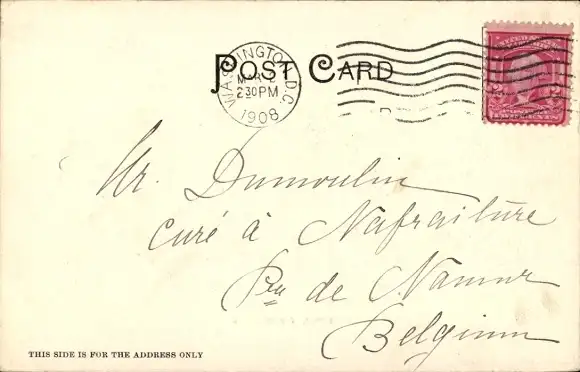 POST CARD
WASHINGTON, D.C.
MAR
2 30 PM
1908
Mr. Dumoulin
Curé à Nafraiture
de Namur
Belgium
THIS SIDE IS FOR THE ADDRESS ONLY